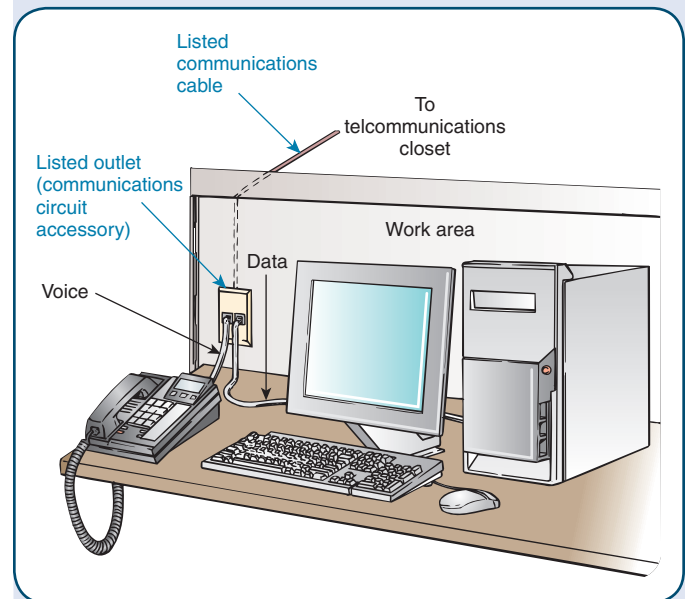 Listed
communications
cable
To
telcommunications
closet
Listed outlet
(communications
circuit
accessory)
Work area
Data
Voice